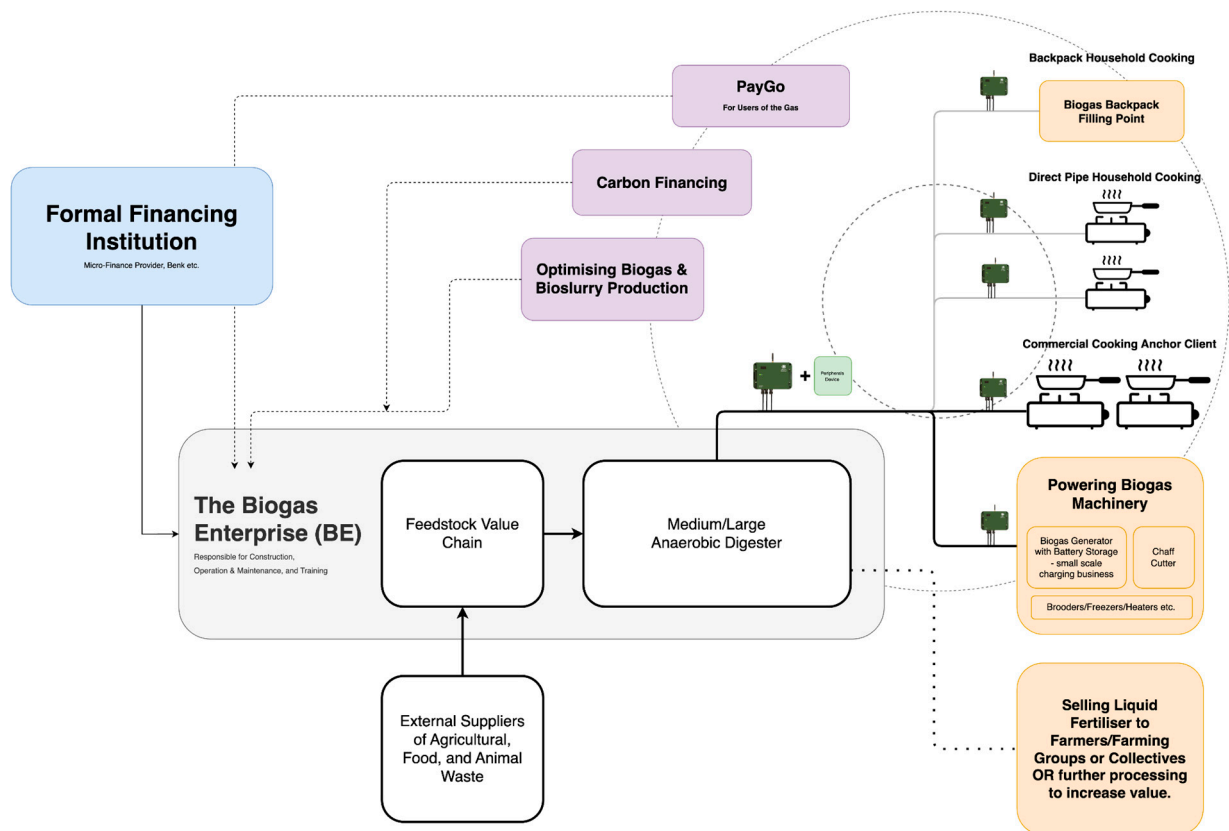 Backpack Household Cooking
PayGo
For Users of the Gas
Biogas Backpack
Filling Point
Carbon Financing
Direct Pipe Household Cooking
Formal Financing
Institution
Micro-Finance Provider, Benk etc.
Optimising Biogas &
Bioslurry Production
Commercial Cooking Anchor Client
+
Peripheral
Device
The Biogas
Enterprise (BE)
Responsible for Construction,
Operation & Maintenance, and Training
Feedstock Value
Chain
Medium/Large
Anaerobic Digester
Powering Biogas
Machinery
Biogas Generator
with Battery Storage
- small scale
charging business
Chaff
Cutter
Brooders/Freezers/Heaters etc.
External Suppliers
of Agricultural,
Food, and Animal
Waste
Selling Liquid
Fertiliser to
Farmers/Farming
Groups or Collectives
OR further processing
to increase value.